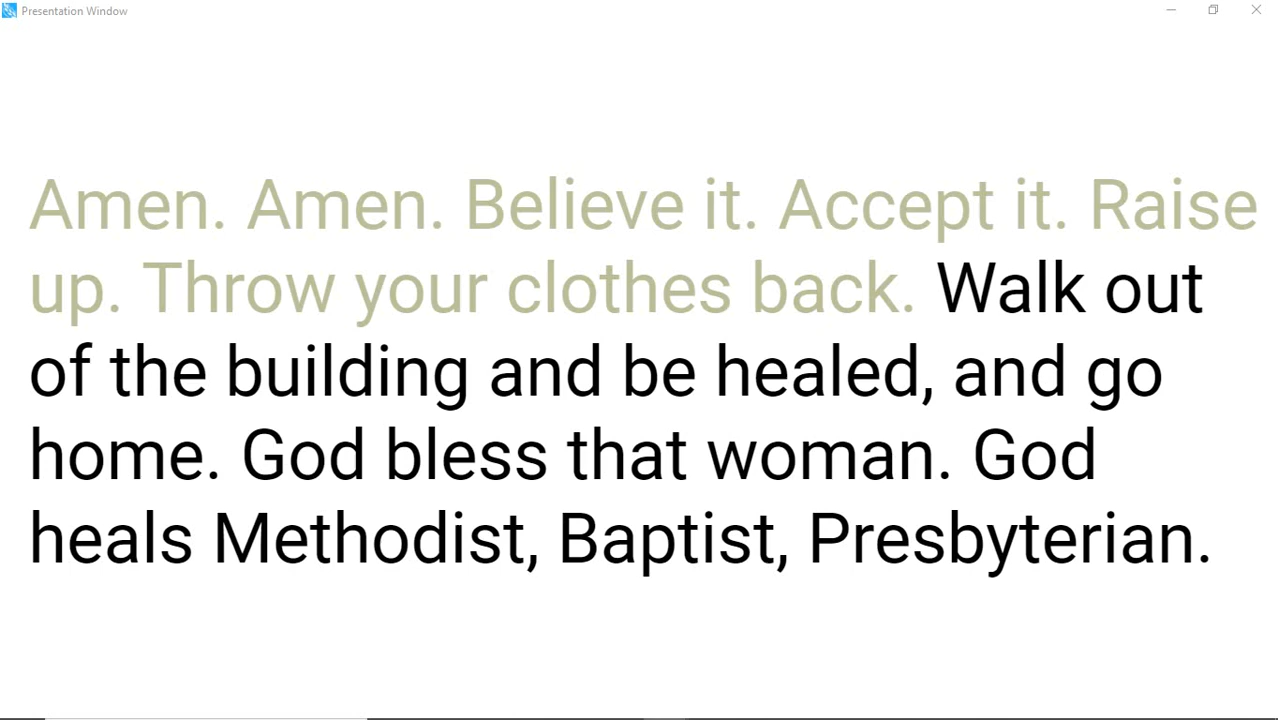 Presentation Window
Amen. Amen. Believe it. Accept it. Raise
up. Throw your clothes back. Walk out
of the building and be healed, and go
home. God bless that woman. God
heals Methodist, Baptist, Presbyterian.